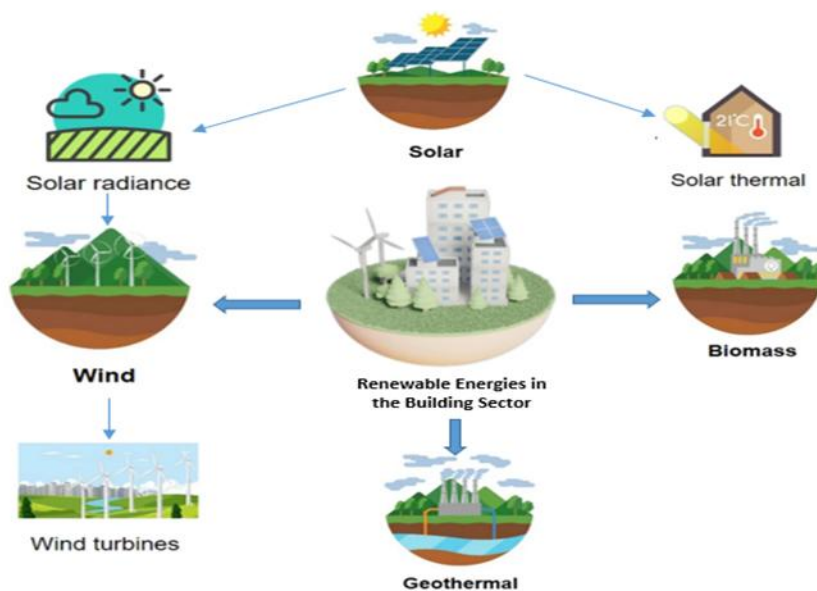 Solar
Solar radiance
21°C
Solar thermal
Wind
Renewable Energies in
the Building Sector
Biomass
Wind turbines
Geothermal